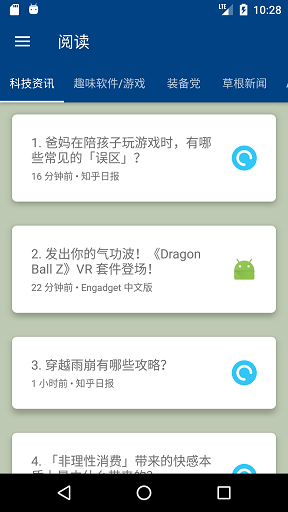 LTE 10:28
阅读
科技资讯 趣味软件/游戏 装备党 草根新闻
1. 爸妈在陪孩子玩游戏时，有哪
些常见的「误区」？
16 分钟前 • 知乎日报
2. 发出你的气功波！《Dragon
Ball Z》VR 套件登场！
22 分钟前 • Engadget 中文版
3. 穿越雨崩有哪些攻略？
1 小时前 • 知乎日报
4. 「非理性消费」带来的快感本